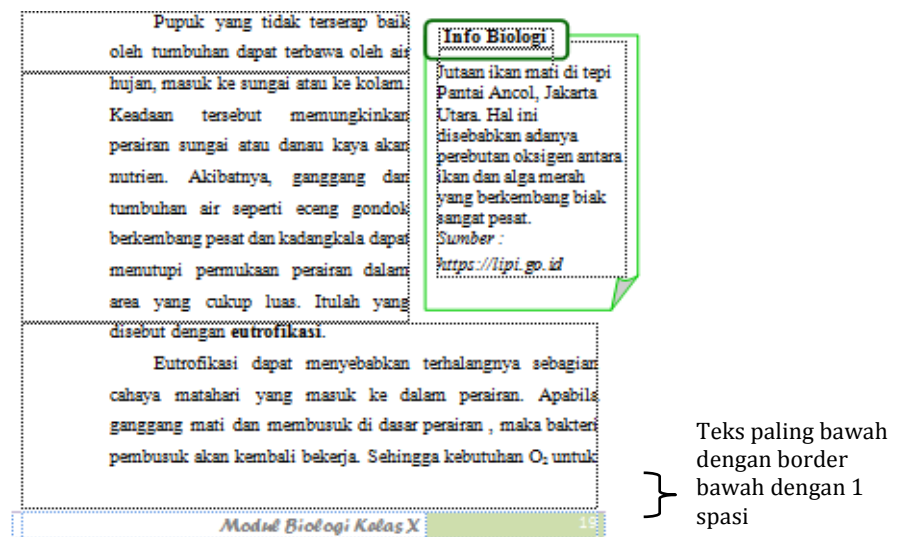 Pupuk yang tidak terserap baik
oleh tumbuhan dapat terbawa oleh air
hujan, masuk ke sungai atau ke kolam.
Keadaan tersebut memungkinkan
perairan sungai atau danau kaya akan
nutrien. Akibatnya, ganggang dan
tumbuhan air seperti eceng gondok
berkembang pesat dan kadangkala dapat
menutupi permukaan perairan dalam
area yang cukup luas. Itulah yang
disebut dengan eutrofikasi.
Info Biologi
Jutaan ikan mati di tepi
Pantai Ancol, Jakarta
Utara. Hal ini
disebabkan adanya
perebutan oksigen antara
ikan dan alga merah
yang berkembang biak
sangat pesat.
Sumber :
https://lipi.go.id
Eutrofikasi dapat menyebabkan terhalangnya sebagian
cahaya matahari yang masuk ke dalam perairan. Apabila
ganggang mati dan membusuk di dasar perairan , maka bakteri
pembusuk akan kembali bekerja. Sehingga kebutuhan O₂ untuk
Modul Biologi Kelas X 19
Teks paling bawah
dengan border
bawah dengan 1
spasi